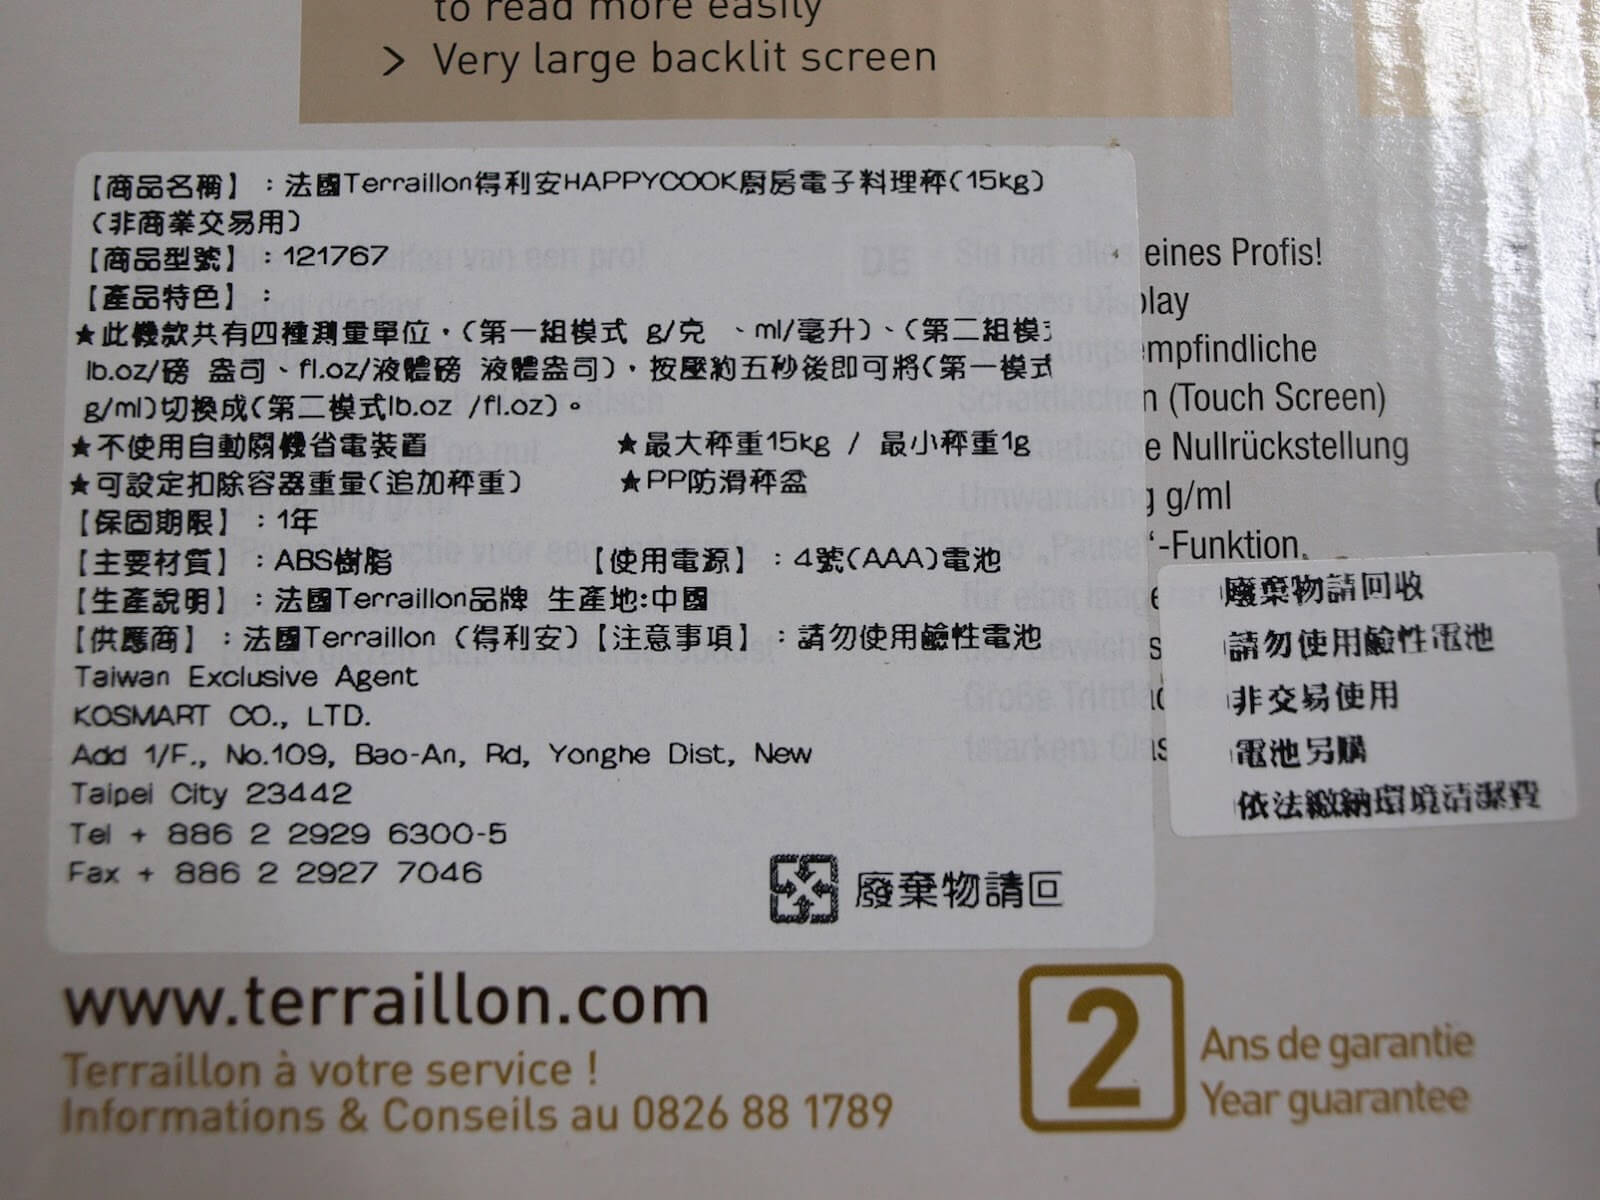 to read more easily
> Very large backlit screen
【商品名稱】：法國Terraillon得利安HAPPYCOOK廚房電子料理秤(15kg)
(非商業交易用)
【商品型號】：121767
【產品特色】：
★此機款共有四種測量單位，(第一組模式 g/克 、ml/毫升)、(第二組模
lb.oz/磅 盎司、fl.oz/液體磅 液體盎司)，按壓約五秒後即可將(第一模式
g/ml)切換成(第二模式lb.oz /fl.oz)。
★不使用自動關機省電裝置 ★最大秤重15kg / 最小秤重1g
★可設定扣除容器重量(追加秤重) ★PP防滑秤盆
【保固期限】：1年
【主要材質】：ABS樹脂 【使用電源】：4號(AAA)電池
【生產說明】：法國Terraillon品牌 生產地:中國
【供應商】：法國Terraillon (得利安)【注意事項】：請勿使用鹼性電池
Taiwan Exclusive Agent
KOSMART CO., LTD.
Add 1/F., No.109, Bao-An, Rd, Yonghe Dist, New
Taipei City 23442
Tel + 886 2 2929 6300-5
Fax + 886 2 2927 7046
廢棄物請回
eines Profis!
play
mpfindliche
n (Touch Screen)
e Nullrückstellung
g g/ml
“-Funktion,
廢棄物請回收
請勿使用鹼性電池
非交易使用
電池另購
依法繳納環境清潔費
www.terraillon.com
Terraillon à votre service !
Informations & Conseils au 0826 88 1789
2
Ans de garantie
Year guarantee